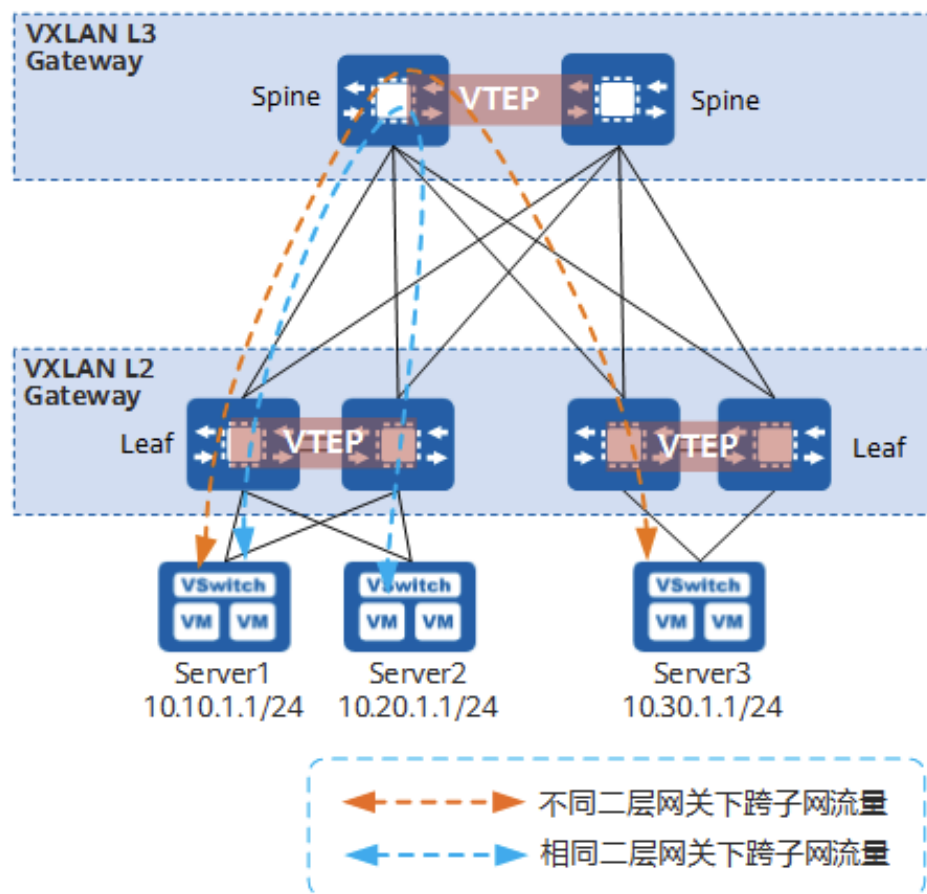 VXLAN L3
Gateway
Spine
VTEP
Spine
VXLAN L2
Gateway
Leaf
VTEP
VTEP
Leaf
VSwitch
VM
VM
VSwitch
VM
VM
VSwitch
VM
VM
Server1
10.10.1.1/24
Server2
10.20.1.1/24
Server3
10.30.1.1/24
不同二层网关下跨子网流量
相同二层网关下跨子网流量